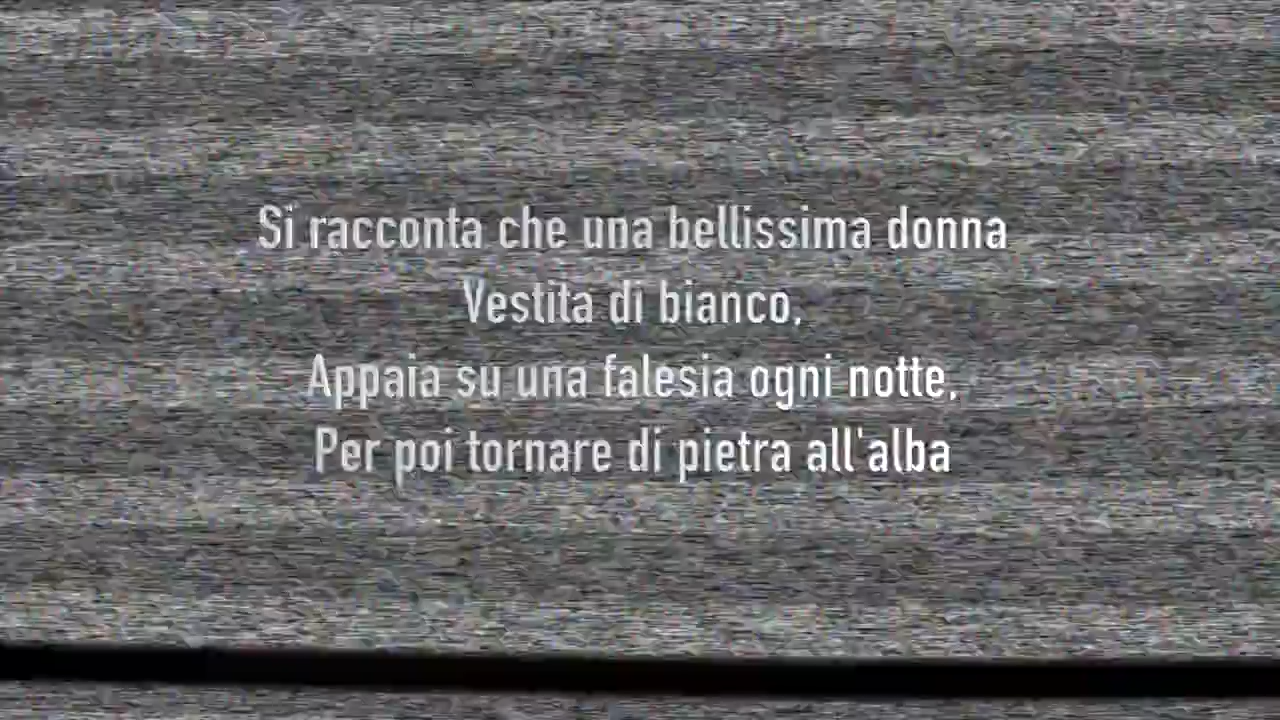 Si racconta che una bellissima donna
Vestita di bianco,
Appaia su una falesia ogni notte,
Per poi tornare di pietra all'alba